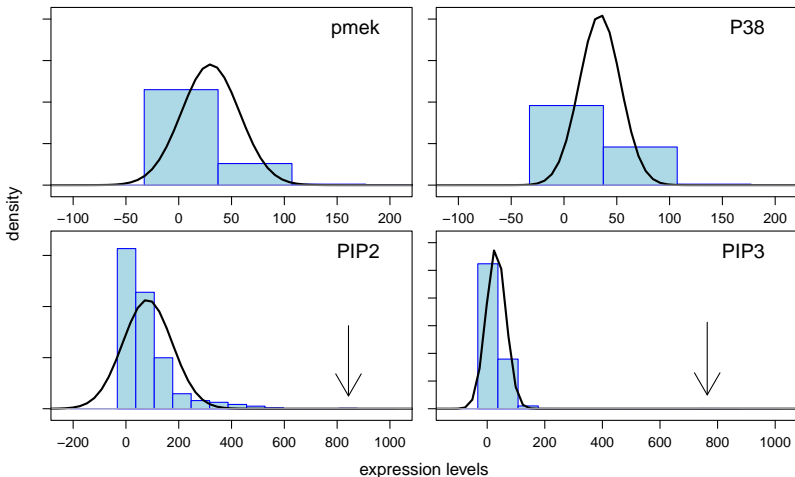 pmek
P38
−100 −50 0 50 100 150 200
−100 −50 0 50 100 150 200
density
PIP2
PIP3
−200 0 200 400 600 800 1000
0 200 400 600 800 1000
expression levels